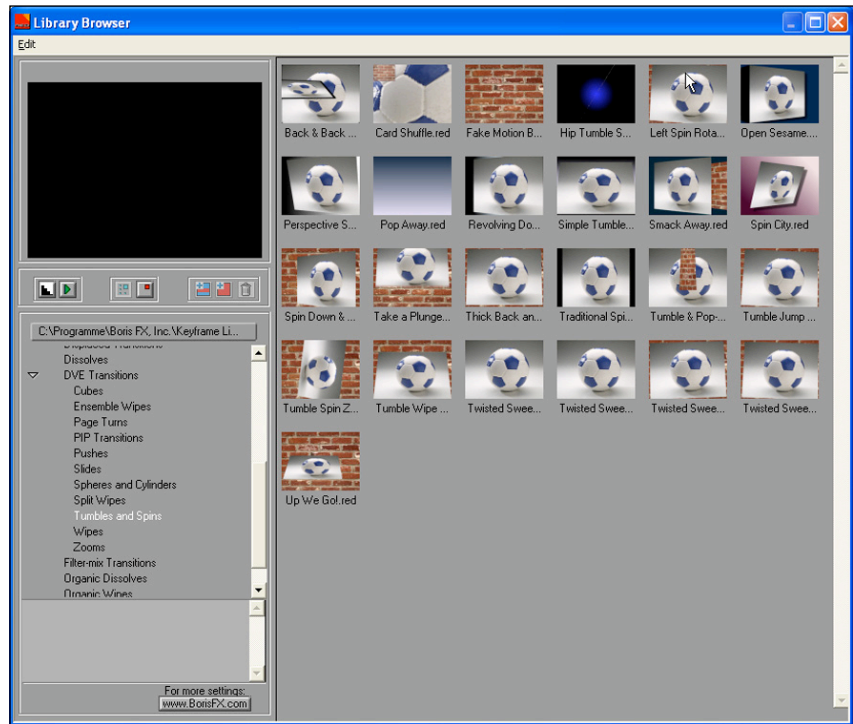 Library Browser
Edit
Back & Back ...
Card Shuffle.red
Fake Motion B...
Hip Tumble S...
Left Spin Rota...
Open Sesame....
Perspective S...
Pop Away.red
Revolving Do...
Simple Tumble...
Smack Away.red
Spin City.red
Spin Down & ...
Take a Plunge...
Thick Back an...
Traditional Spi...
Tumble & Pop-...
Tumble Jump ...
Tumble Spin Z...
Tumble Wipe ...
Twisted Swee...
Twisted Swee...
Twisted Swee...
Twisted Swee...
Up We Go!.red
C:\Programme\Boris FX, Inc.\Keyframe Li...
Dissolves
DVE Transitions
Cubes
Ensemble Wipes
Page Turns
PIP Transitions
Pushes
Slides
Spheres and Cylinders
Split Wipes
Tumbles and Spins
Wipes
Zooms
Filter-mix Transitions
Organic Dissolves
Organic Wipes
For more settings:
www.BorisFX.com